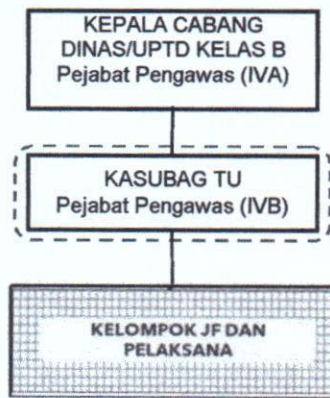 KEPALA CABANG
DINAS/UPTD KELAS B
Pejabat Pengawas (IVA)
KASUBAG TU
Pejabat Pengawas (IVB)
KELOMPOK JF DAN
PELAKSANA